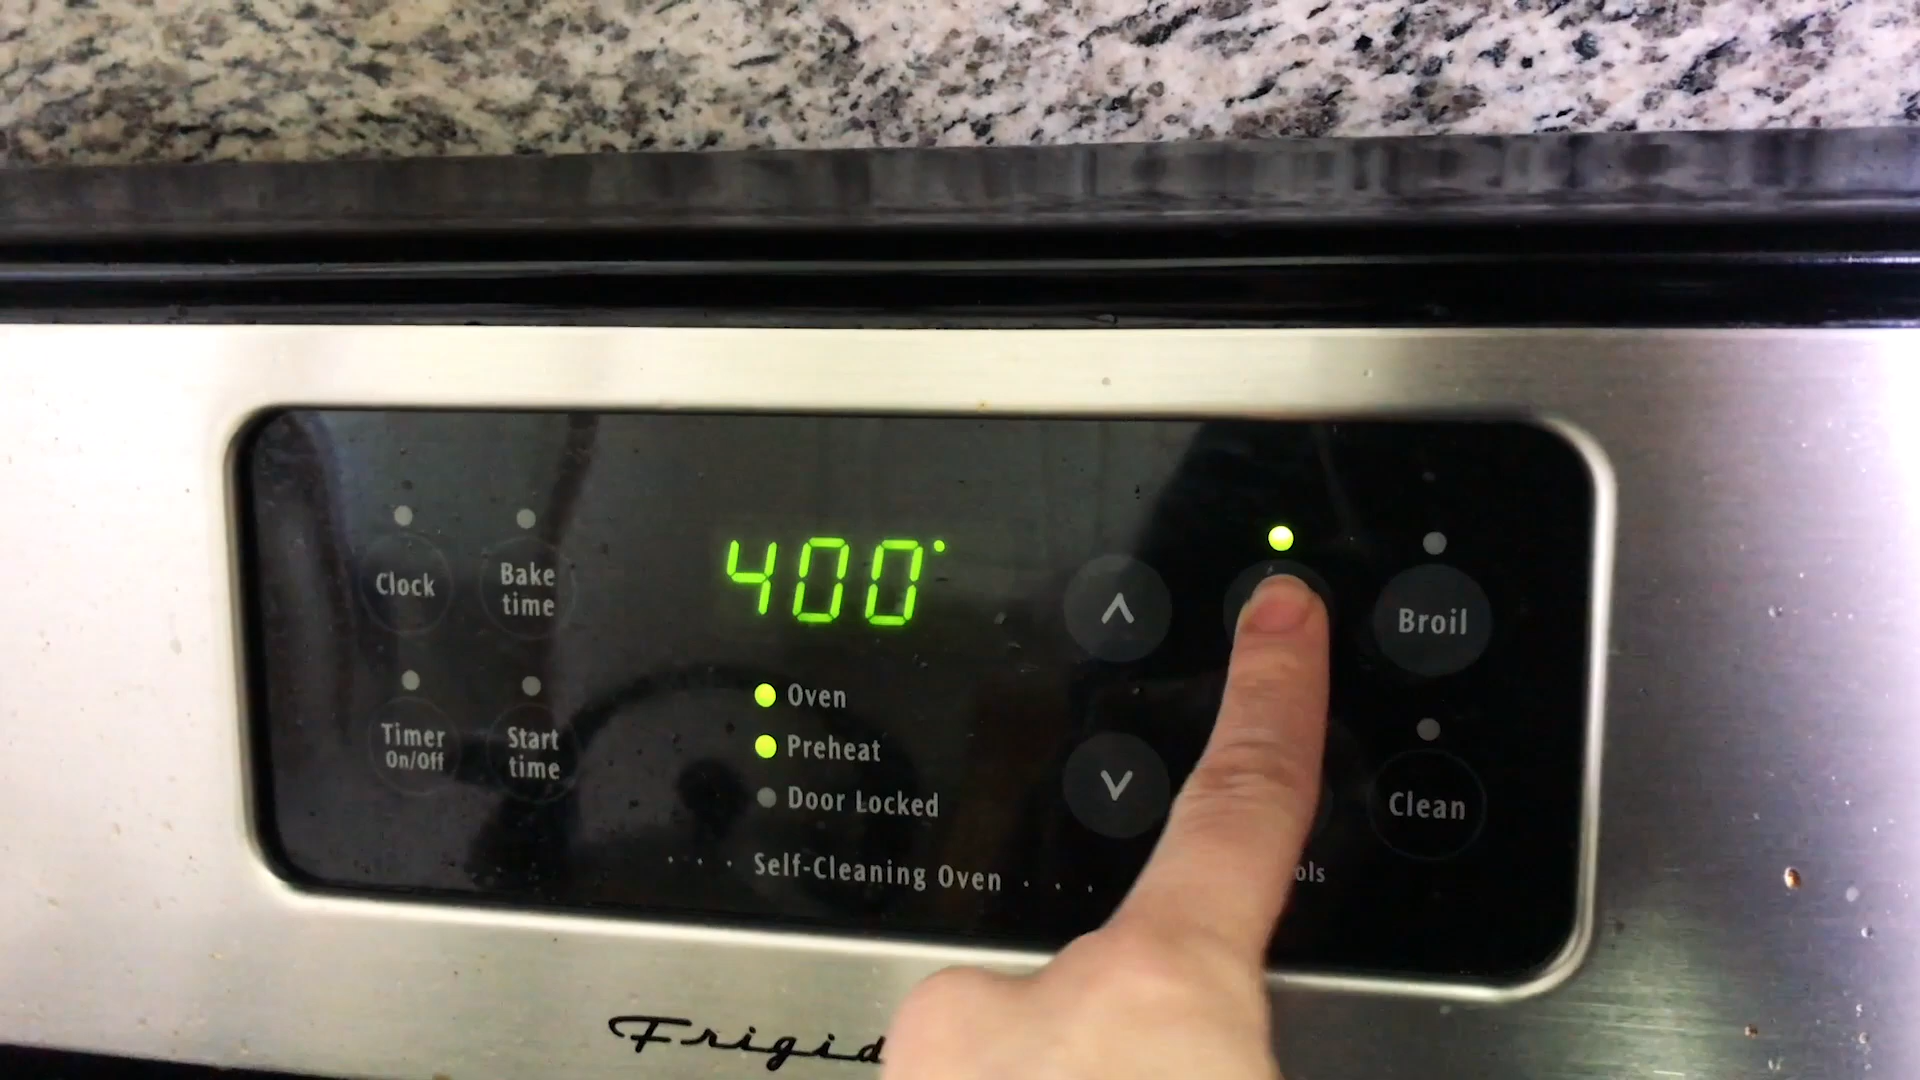 Clock
Bake
time
400°
Broil
Timer
On/Off
Start
time
Oven
Preheat
Door Locked
Clean
Self-Cleaning Oven